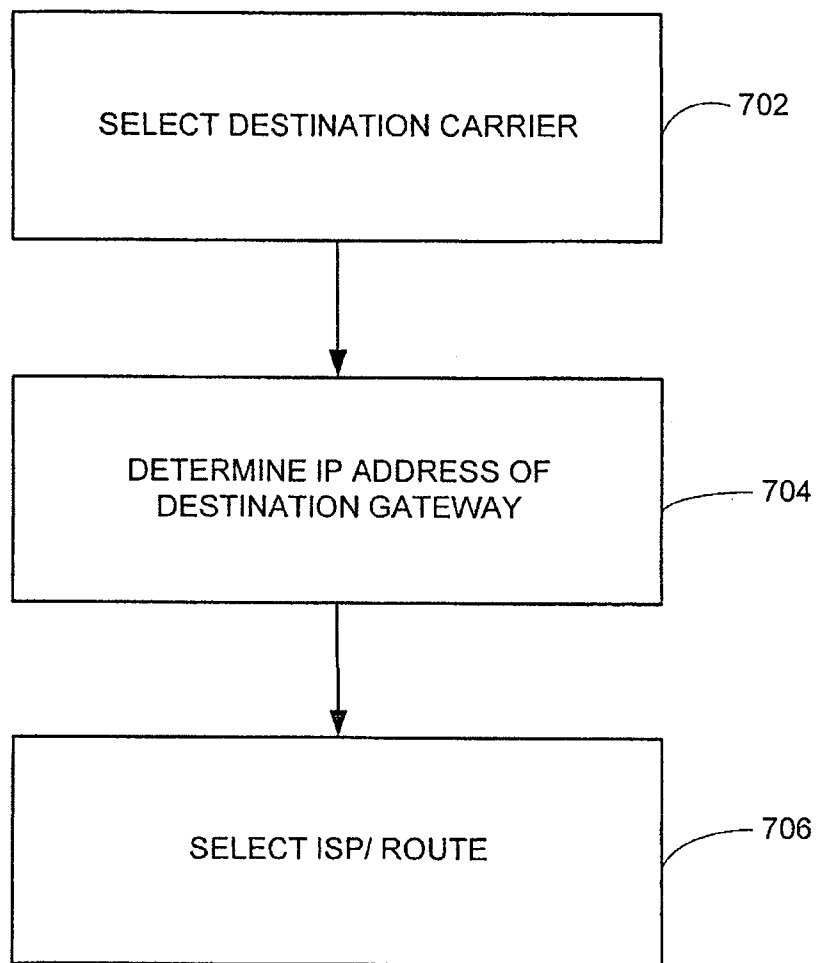 SELECT DESTINATION CARRIER
702
DETERMINE IP ADDRESS OF
DESTINATION GATEWAY
704
SELECT ISP/ ROUTE
706